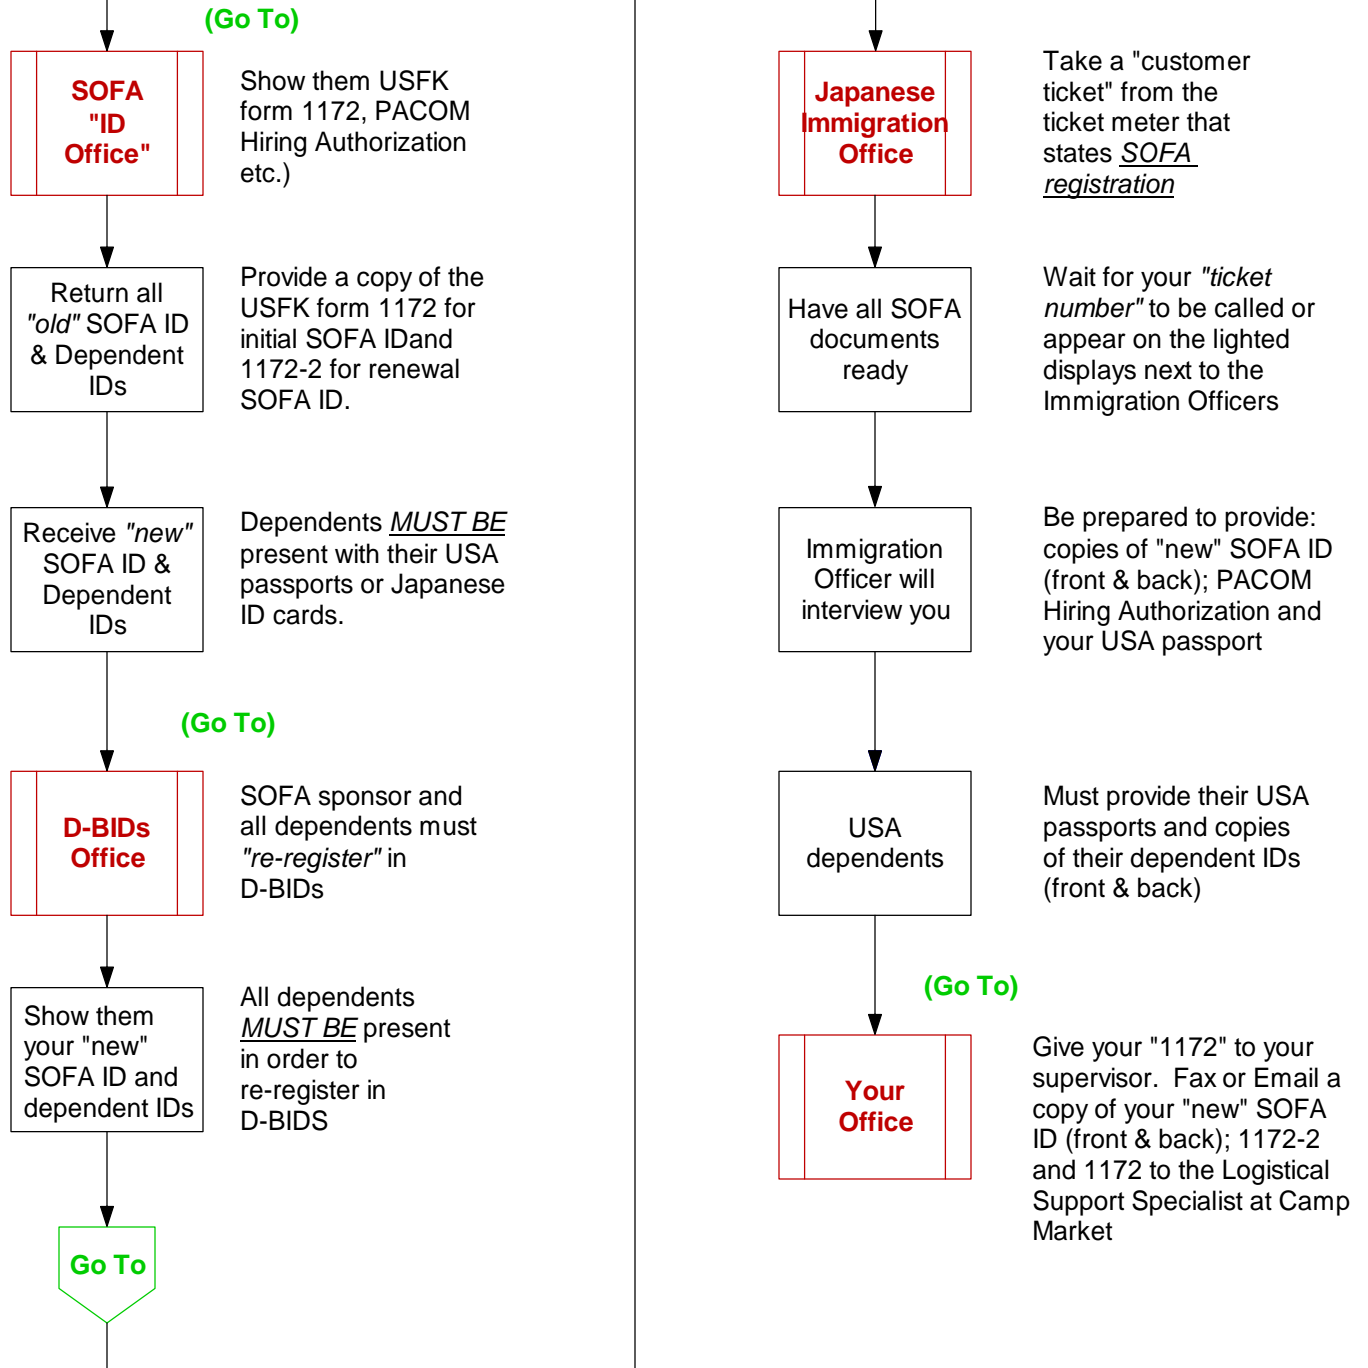 (Go To)
SOFA
"ID
Office"
Show them USFK
form 1172, PACOM
Hiring Authorization
etc.)
Return all
"old" SOFA ID
& Dependent
IDs
Provide a copy of the
USFK form 1172 for
initial SOFA IDand
1172-2 for renewal
SOFA ID.
Receive "new"
SOFA ID &
Dependent
IDs
Dependents MUST BE
present with their USA
passports or Japanese
ID cards.
(Go To)
D-BIDs
Office
SOFA sponsor and
all dependents must
"re-register" in
D-BIDs
Show them
your "new"
SOFA ID and
dependent IDs
All dependents
MUST BE present
in order to
re-register in
D-BIDS
Go To
Japanese
Immigration
Office
Take a "customer
ticket" from the
ticket meter that
states SOFA
registration
Have all SOFA
documents
ready
Wait for your "ticket
number" to be called or
appear on the lighted
displays next to the
Immigration Officers
Immigration
Officer will
interview you
Be prepared to provide:
copies of "new" SOFA ID
(front & back); PACOM
Hiring Authorization and
your USA passport
USA
dependents
Must provide their USA
passports and copies
of their dependent IDs
(front & back)
(Go To)
Your
Office
Give your "1172" to your
supervisor.  Fax or Email a
copy of your "new" SOFA
ID (front & back); 1172-2
and 1172 to the Logistical
Support Specialist at Camp
Market